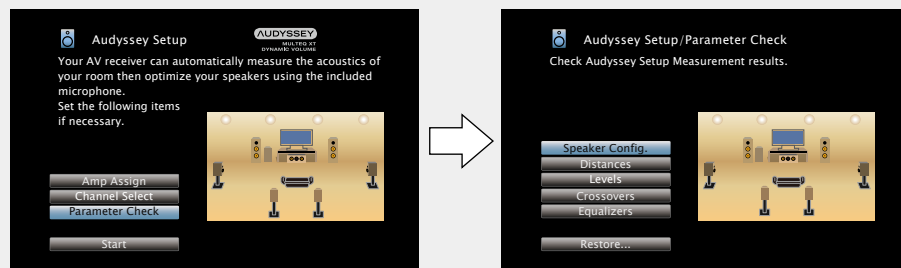 Audyssey Setup
AUDYSSEY
MULTEQ XT
DYNAMIC VOLUME
Your AV receiver can automatically measure the acoustics of
your room then optimize your speakers using the included
microphone.
Set the following items
if necessary.
Amp Assign
Channel Select
Parameter Check
Start
Audyssey Setup/Parameter Check
Check Audyssey Setup Measurement results.
Speaker Config.
Distances
Levels
Crossovers
Equalizers
Restore...